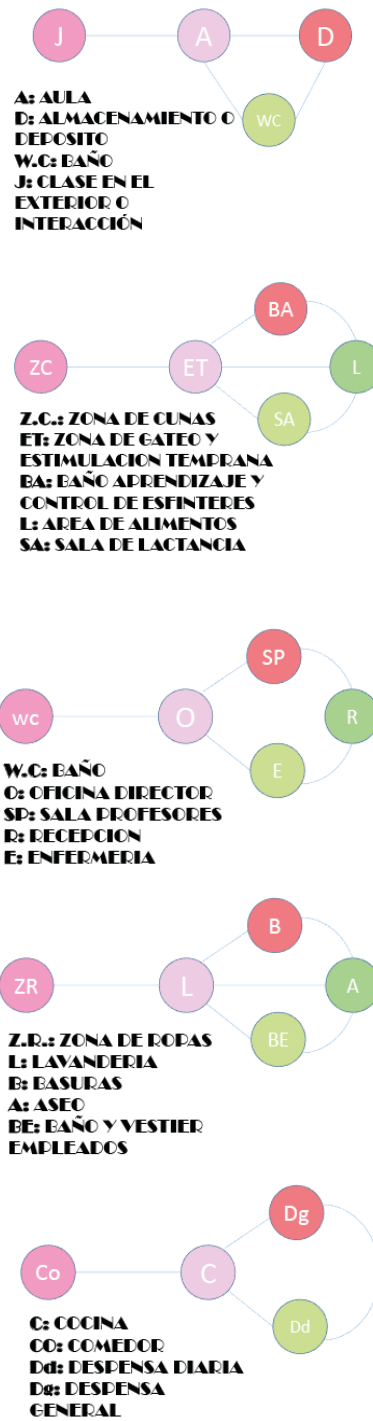 J A D
WC
A: AULA
D: ALMACENAMIENTO O
DEPOSITO
W.C: BAÑO
J: CLASE EN EL
EXTERIOR O
INTERACCIÓN
BA
ZC ET L
SA
Z.C.: ZONA DE CUNAS
ET: ZONA DE GATEO Y
ESTIMULACION TEMPRANA
BA: BAÑO APRENDIZAJE Y
CONTROL DE ESFINTERES
L: AREA DE ALIMENTOS
SA: SALA DE LACTANCIA
SP
wc O R
E
W.C: BAÑO
O: OFICINA DIRECTOR
SP: SALA PROFESORES
R: RECEPCION
E: ENFERMERIA
B
ZR L A
BE
Z.R.: ZONA DE ROPAS
L: LAVANDERIA
B: BASURAS
A: ASEO
BE: BAÑO Y VESTIER
EMPLEADOS
Dg
Co C
Dd
C: COCINA
CO: COMEDOR
Dd: DESPENSA DIARIA
Dg: DESPENSA
GENERAL